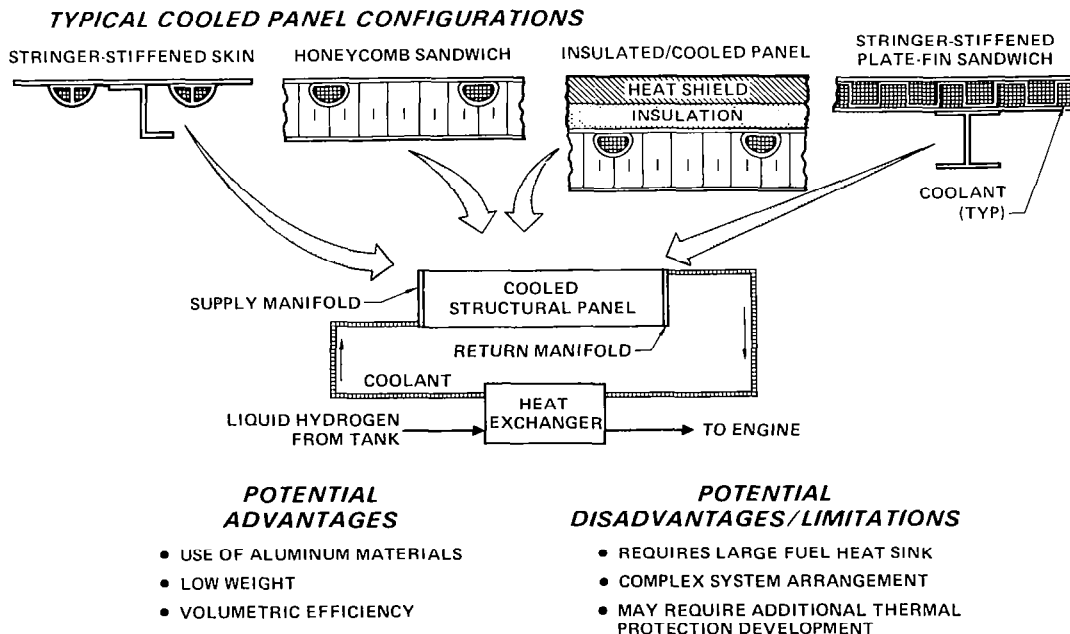 TYPICAL COOLED PANEL CONFIGURATIONS
STRINGER-STIFFENED SKIN
HONEYCOMB SANDWICH
INSULATED/COOLED PANEL
STRINGER-STIFFENED
PLATE-FIN SANDWICH
HEAT SHIELD
INSULATION
COOLANT
(TYP)
SUPPLY MANIFOLD
COOLED
STRUCTURAL PANEL
RETURN MANIFOLD
COOLANT
LIQUID HYDROGEN
FROM TANK
HEAT
EXCHANGER
TO ENGINE
POTENTIAL
ADVANTAGES
• USE OF ALUMINUM MATERIALS
• LOW WEIGHT
• VOLUMETRIC EFFICIENCY
POTENTIAL
DISADVANTAGES/LIMITATIONS
• REQUIRES LARGE FUEL HEAT SINK
• COMPLEX SYSTEM ARRANGEMENT
• MAY REQUIRE ADDITIONAL THERMAL
PROTECTION DEVELOPMENT